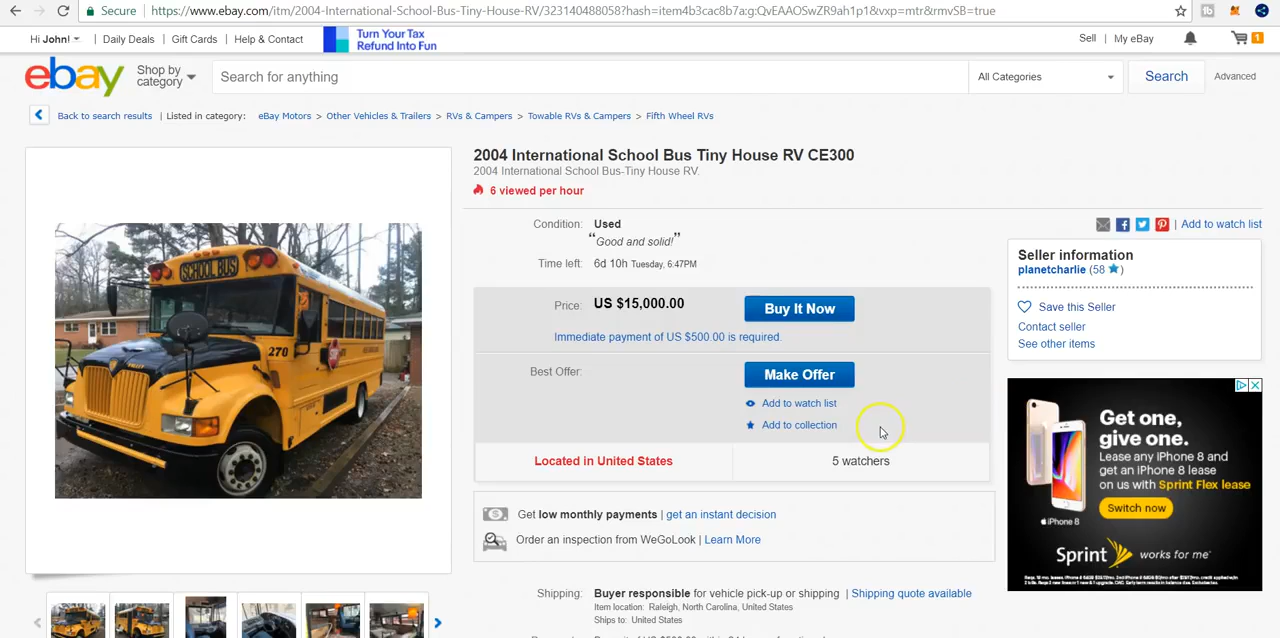 Secure
https://www.ebay.com/itm/2004-International-School-Bus-Tiny-House-RV/323140488058?hash=item4b3cac8b7a:g:QvEAAOSwZR9ah1p1&vxp=mtr&rmvSB=true
Hi John! | Daily Deals | Gift Cards | Help & Contact
Turn Your Tax
Refund Into Fun
Sell | My eBay
1
ebay
Shop by
category
Search for anything
All Categories
Search
Advanced
Back to search results | Listed in category: eBay Motors > Other Vehicles & Trailers > RVs & Campers > Towable RVs & Campers > Fifth Wheel RVs
SCHOOL BUS
270
STOP
2004 International School Bus Tiny House RV CE300
2004 International School Bus-Tiny House RV.
6 viewed per hour
Condition: Used
“Good and solid!”
Time left: 6d 10h Tuesday, 6:47PM
Price: US $15,000.00
Buy It Now
Immediate payment of US $500.00 is required.
Best Offer:
Make Offer
Add to watch list
Add to collection
Located in United States
5 watchers
Get low monthly payments | get an instant decision
Order an inspection from WeGoLook | Learn More
Shipping: Buyer responsible for vehicle pick-up or shipping | Shipping quote available
Item location: Raleigh, North Carolina, United States
Ships to: United States
| Add to watch list
Seller information
planetcharlie (58 )
Save this Seller
Contact seller
See other items
Get one,
give one.
Lease any iPhone 8 and
get an iPhone 8 lease
on us with Sprint Flex lease
Switch now
iPhone 8
Sprint
works for me